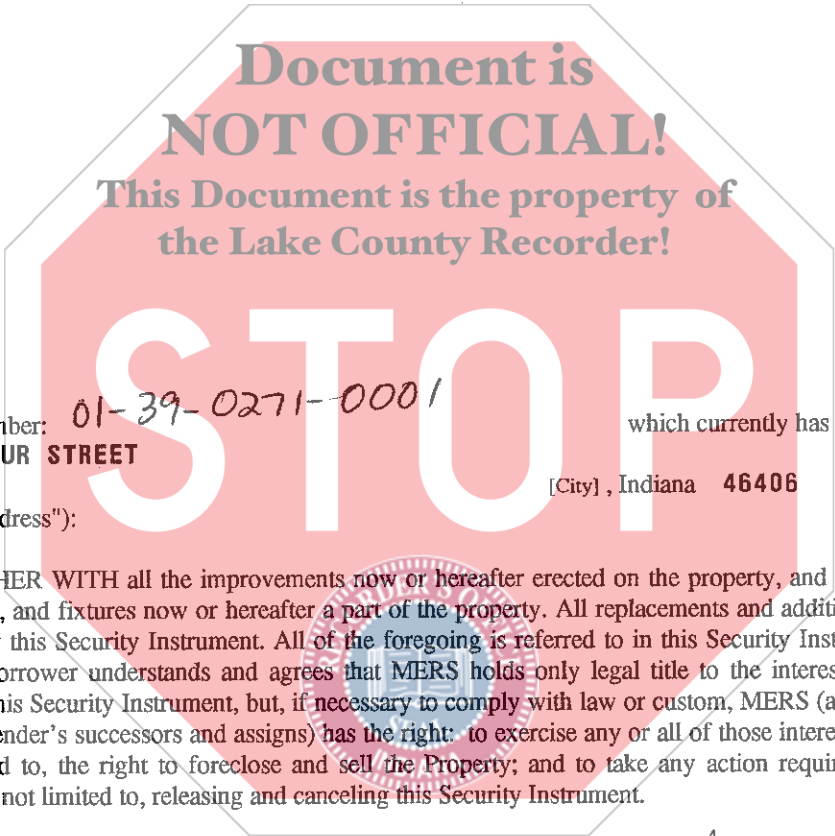 Document is
NOT OFFICIAL!
This Document is the property of
the Lake County Recorder!
STOP
01-39-0271-0001
which currently has
UR STREET
[City] , Indiana 46406
dress"):
HER WITH all the improvements now or hereafter erected on the property, and
, and fixtures now or hereafter a part of the property. All replacements and additi
this Security Instrument. All of the foregoing is referred to in this Security Inst
orrower understands and agrees that MERS holds only legal title to the interes
his Security Instrument, but, if necessary to comply with law or custom, MERS (a
ender's successors and assigns) has the right: to exercise any or all of those intere
d to, the right to foreclose and sell the Property; and to take any action requir
not limited to, releasing and canceling this Security Instrument.